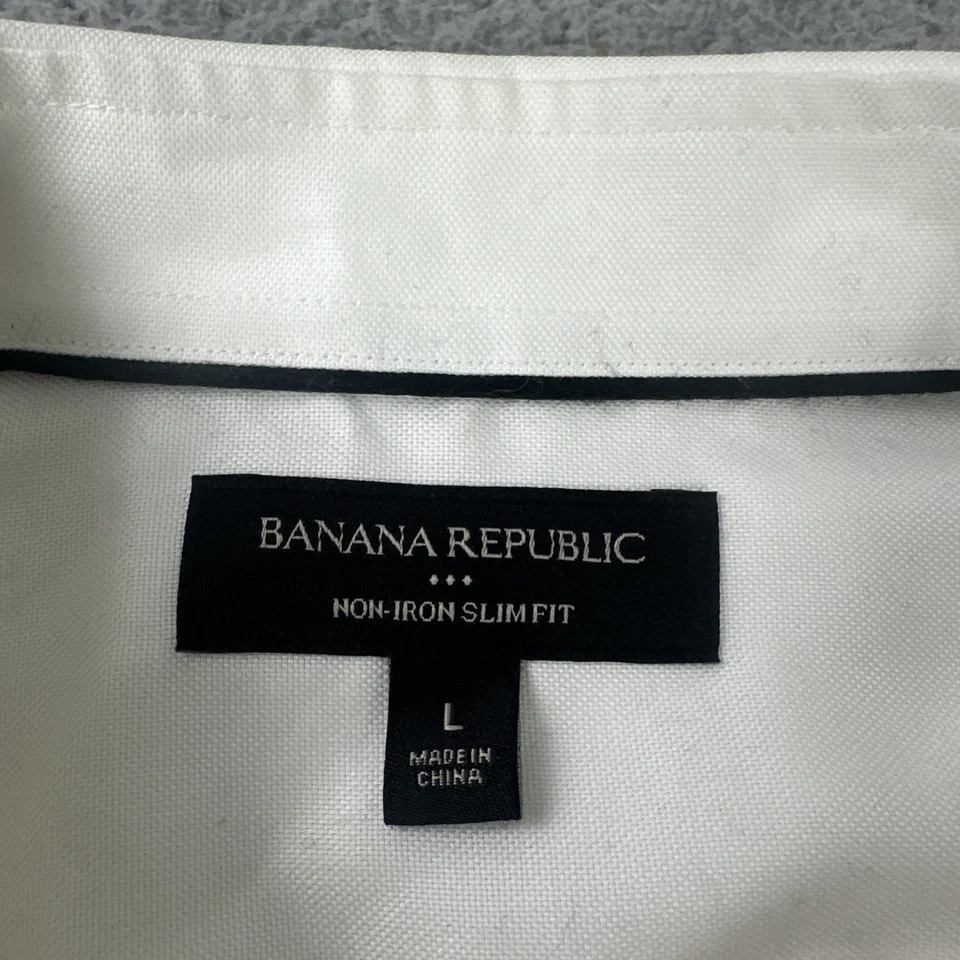 BANANA REPUBLIC
NON-IRON SLIM FIT
L
MADE IN
CHINA